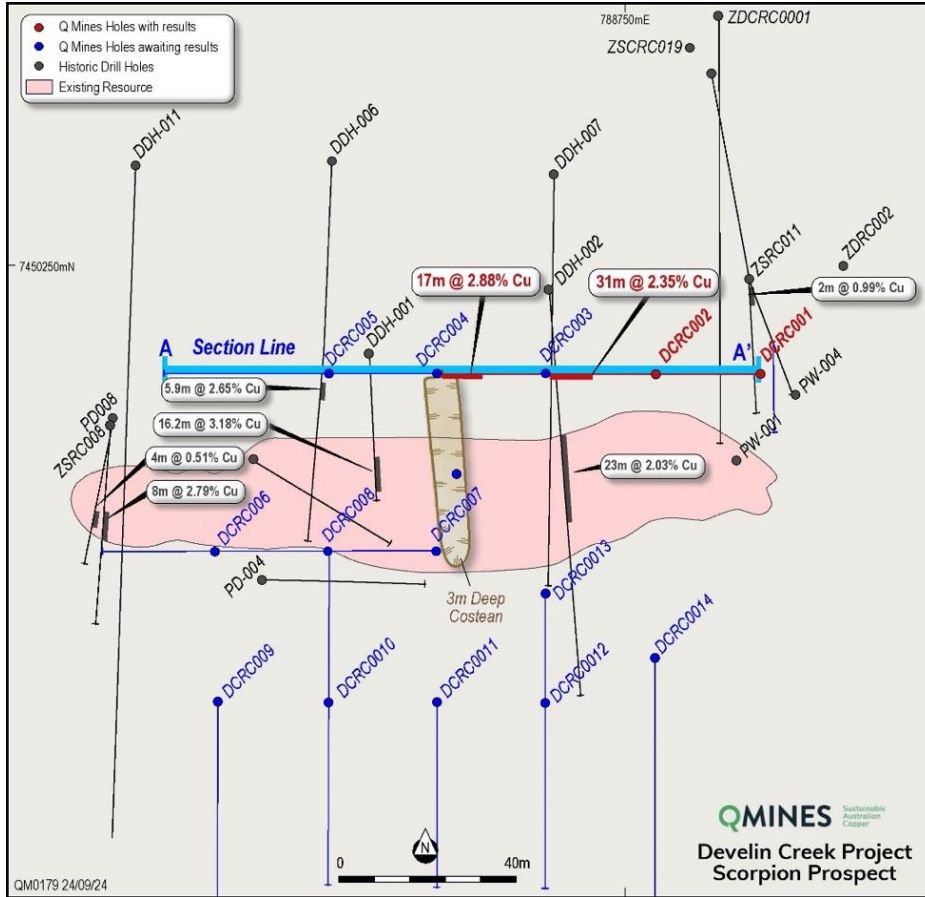 Q Mines Holes with results
Q Mines Holes awaiting results
Historic Drill Holes
Existing Resource
788750mE
ZDCRC0001
ZSCRC019
DDH-011
DDH-006
DDH-007
7450250mN
DDH-002
ZSRC011
ZDRC002
17m @ 2.88% Cu
31m @ 2.35% Cu
2m @ 0.99% Cu
A
Section Line
DCRC005
DDH-001
DCRC004
DCRC003
DCRC002
A'
DCRC001
5.9m @ 2.65% Cu
PW-004
PD008
ZSRC008
16.2m @ 3.18% Cu
4m @ 0.51% Cu
8m @ 2.79% Cu
PW-001
23m @ 2.03% Cu
DCRC006
DCRC008
DCRC007
PD-004
3m Deep
Costean
DCRC0013
DCRC009
DCRC0010
DCRC0011
DCRC0012
DCRC0014
QMINES
Sustainable
Australian
Copper
Develin Creek Project
Scorpion Prospect
N
0
40m
QM0179 24/09/24